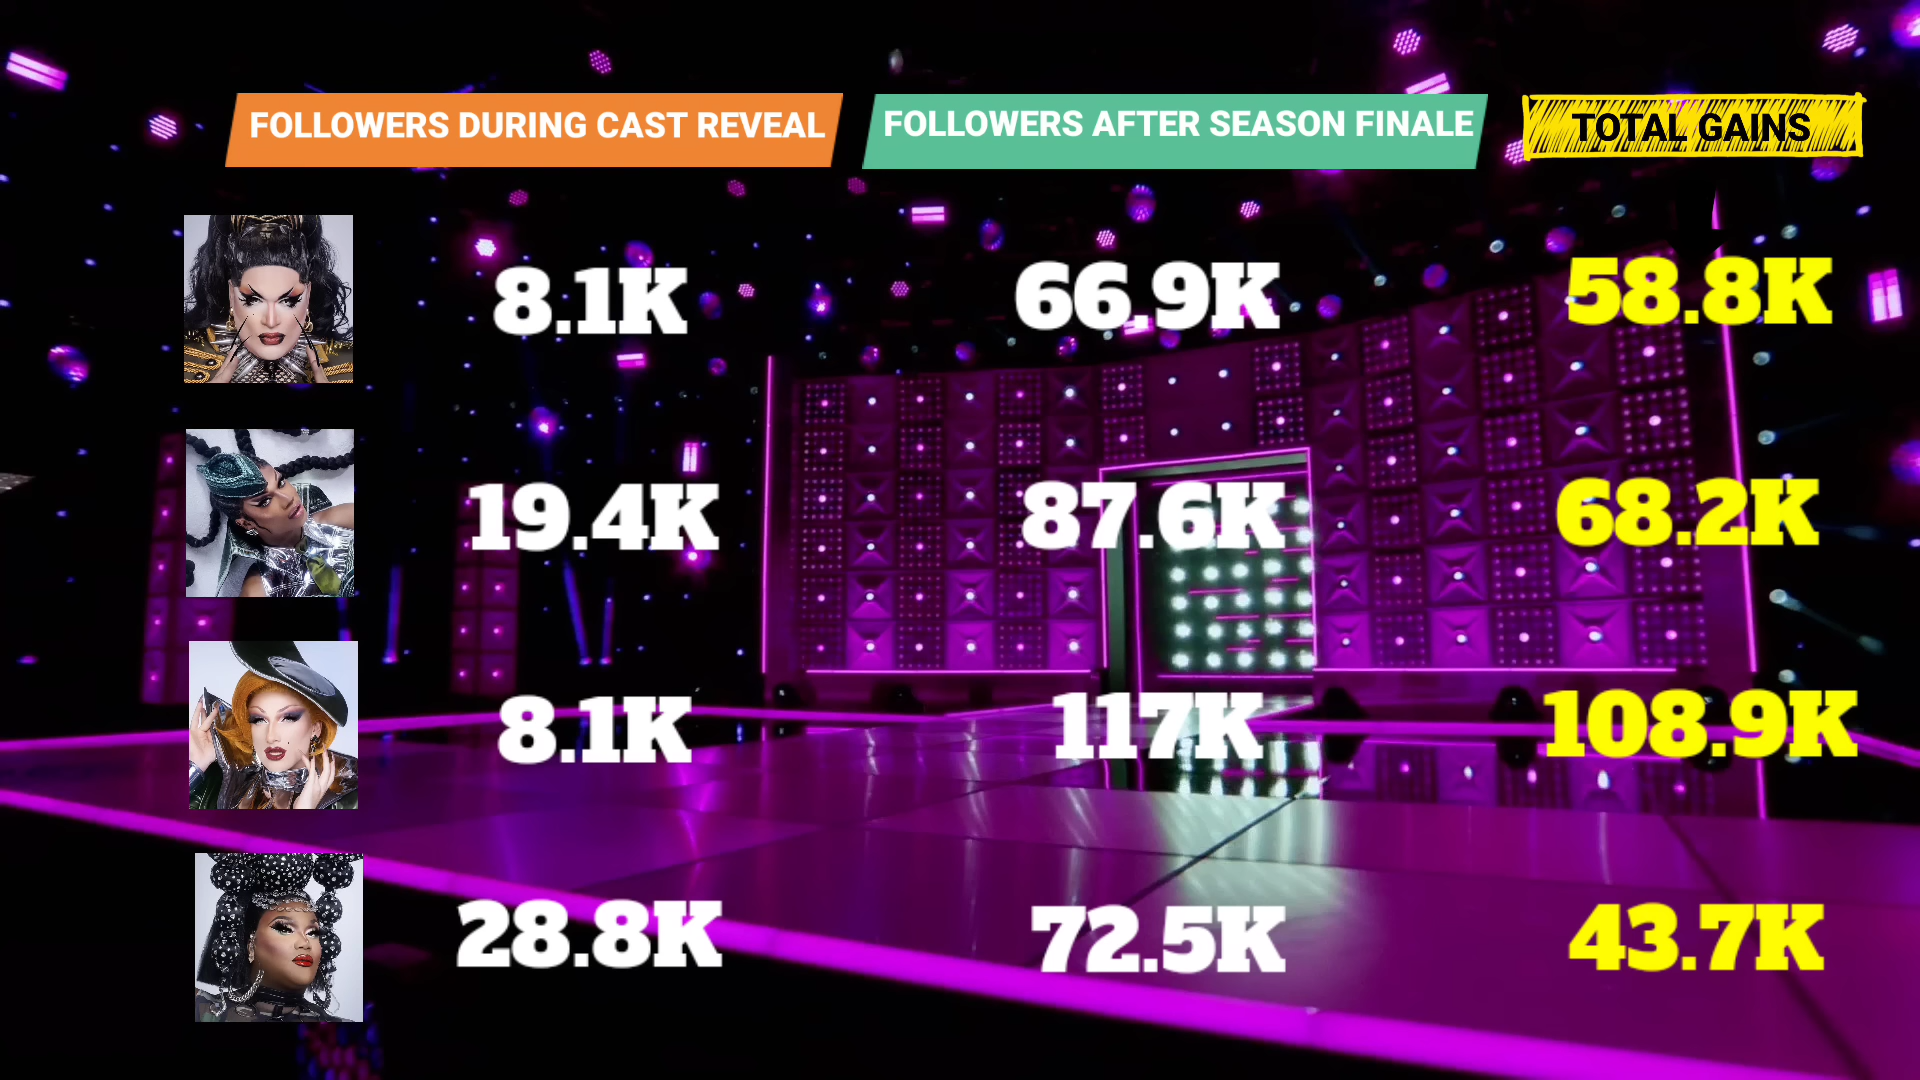 FOLLOWERS DURING CAST REVEAL FOLLOWERS AFTER SEASON FINALE TOTAL GAINS
8.1K 66.9K 58.8K
19.4K 87.6K 68.2K
8.1K 117K 108.9K
28.8K 72.5K 43.7K